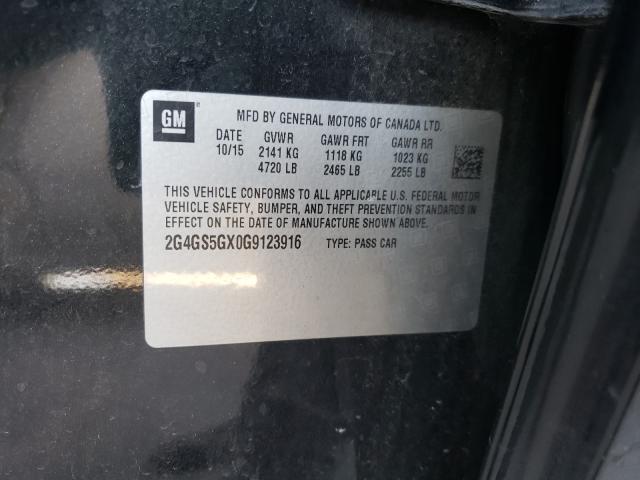 GM
MFD BY GENERAL MOTORS OF CANADA LTD.
DATE GVWR GAWR FRT GAWR RR
10/15 2141 KG 1118 KG 1023 KG
4720 LB 2465 LB 2255 LB
THIS VEHICLE CONFORMS TO ALL APPLICABLE U.S. FEDERAL MOTOR
VEHICLE SAFETY, BUMPER, AND THEFT PREVENTION STANDARDS IN
EFFECT ON THE DATE OF MANUFACTURE SHOWN ABOVE.
2G4GS5GX0G9123916 TYPE: PASS CAR